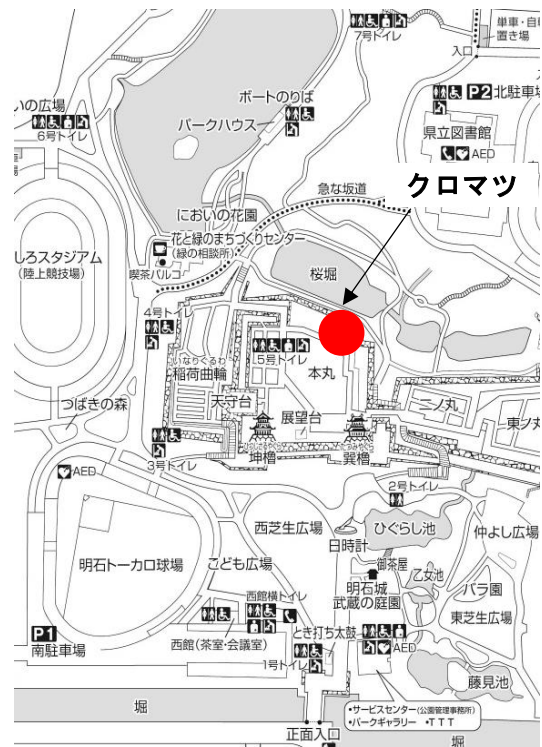 単車・自転
置き場
7号トイレ
入口
ボートのりば
P2 北駐車場
いの広場
パークハウス
6号トイレ
県立図書館
AED
クロマツ
急な坂道
においの花園
花と緑のまちづくりセンター
(緑の相談所)
しろスタジアム
(陸上競技場)
喫茶パルコ
桜堀
4号トイレ
いなりくるわ
稲荷曲輪
5号トイレ
本丸
天守台
つばきの森
展望台
二ノ丸
東ノ丸
坤櫓
巽櫓
3号トイレ
AED
2号トイレ
西芝生広場
日時計
ひぐらし池
仲よし広場
明石トーカロ球場
こども広場
御茶屋
乙女池
明石城
武蔵の庭園
バラ園
西館横トイレ
東芝生広場
P1
南駐車場
西館(茶室・会議室)
とき打ち太鼓
1号トイレ
AED
藤見池
堀
正面入口
•サービスセンター(公園管理事務所)
•パークギャラリー •TTT
堀